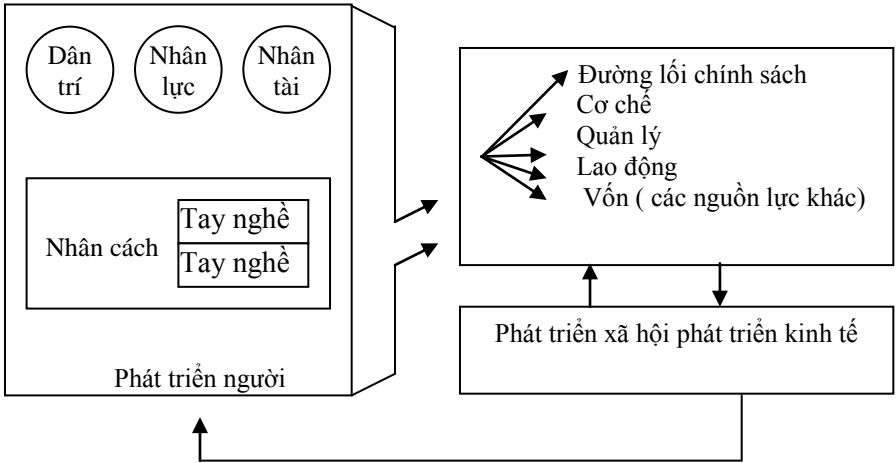 Dân
trí
Nhân
lực
Nhân
tài
Nhân cách
Tay nghề
Tay nghề
Phát triển người
Đường lối chính sách
Cơ chế
Quản lý
Lao động
Vốn ( các nguồn lực khác)
Phát triển xã hội phát triển kinh tế